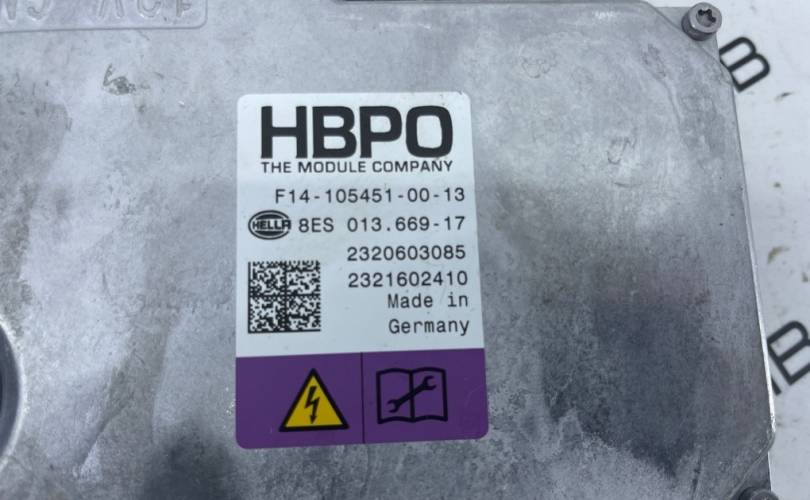 HBPO
THE MODULE COMPANY
F14-105451-00-13
HELLA 8ES 013.669-17
2320603085
2321602410
Made in
Germany